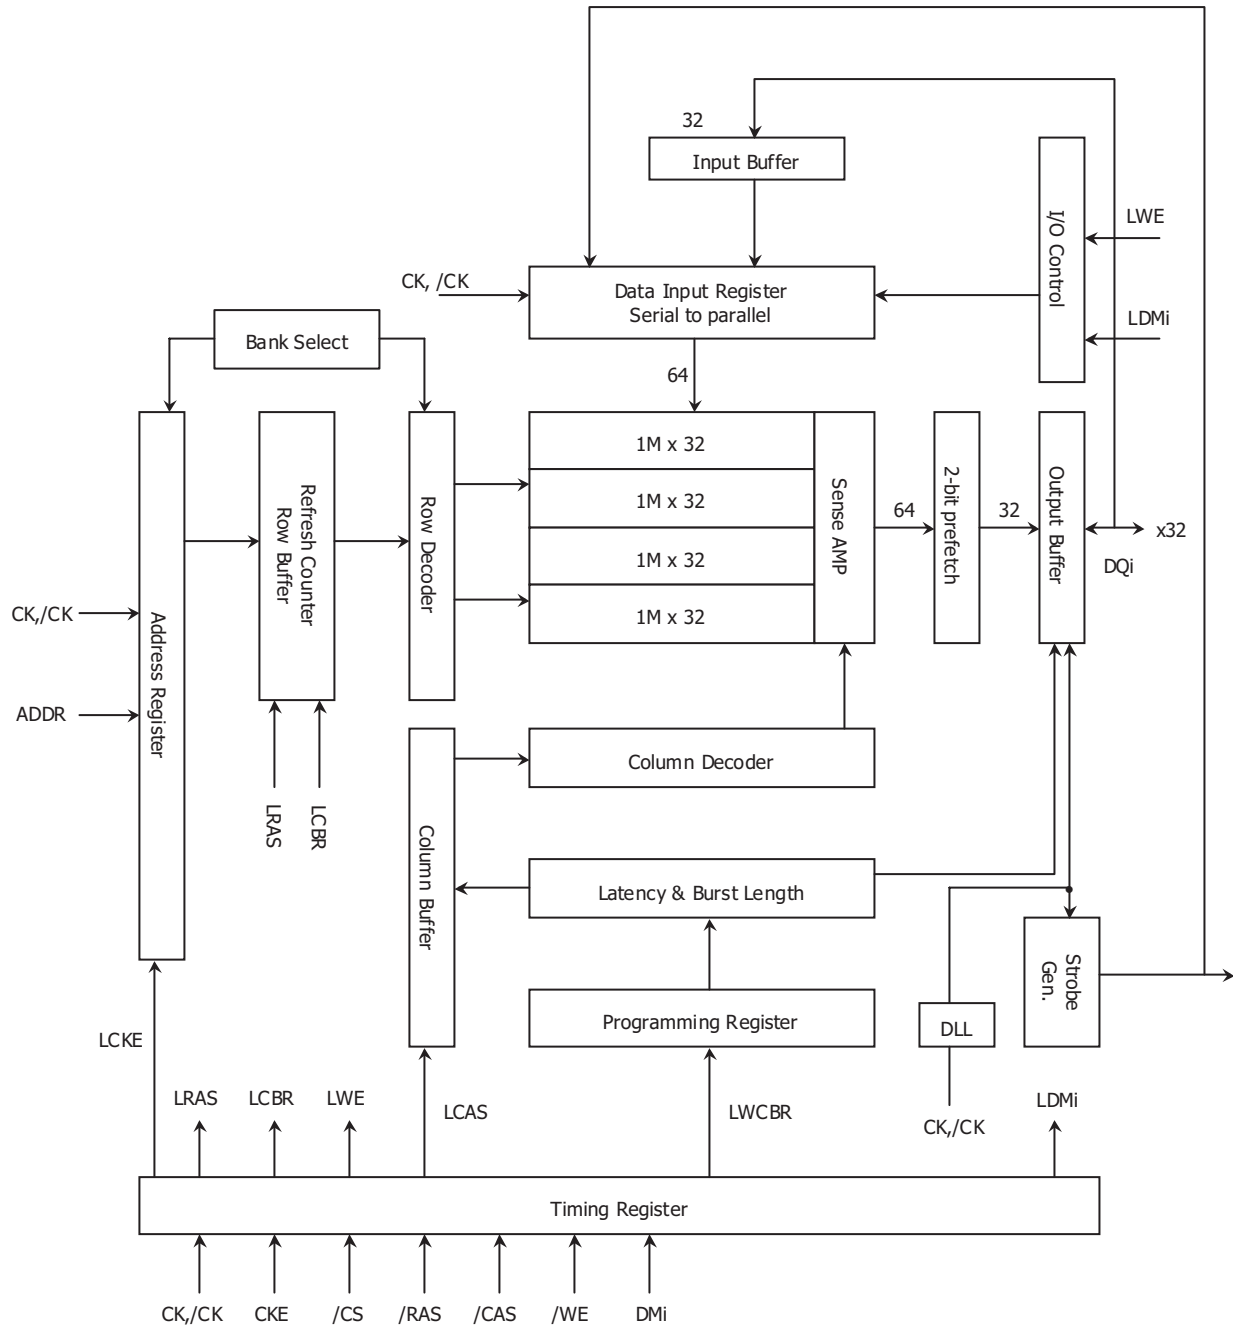 32
Input Buffer
I/O Control
LWE
CK, /CK
Data Input Register
Serial to parallel
LDMi
Bank Select
64
1M x 32
1M x 32
1M x 32
1M x 32
Sense AMP
64
2-bit prefetch
32
Output Buffer
x32
DQi
Refresh Counter
Row Buffer
Row Decoder
CK,/CK
Address Register
ADDR
LRAS
LCBR
Column Decoder
Column Buffer
Latency & Burst Length
Strobe
Gen.
Programming Register
DLL
LCKE
LRAS
LCBR
LWE
LCAS
LWCBR
CK,/CK
LDMi
Timing Register
CK,/CK
CKE
/CS
/RAS
/CAS
/WE
DMi